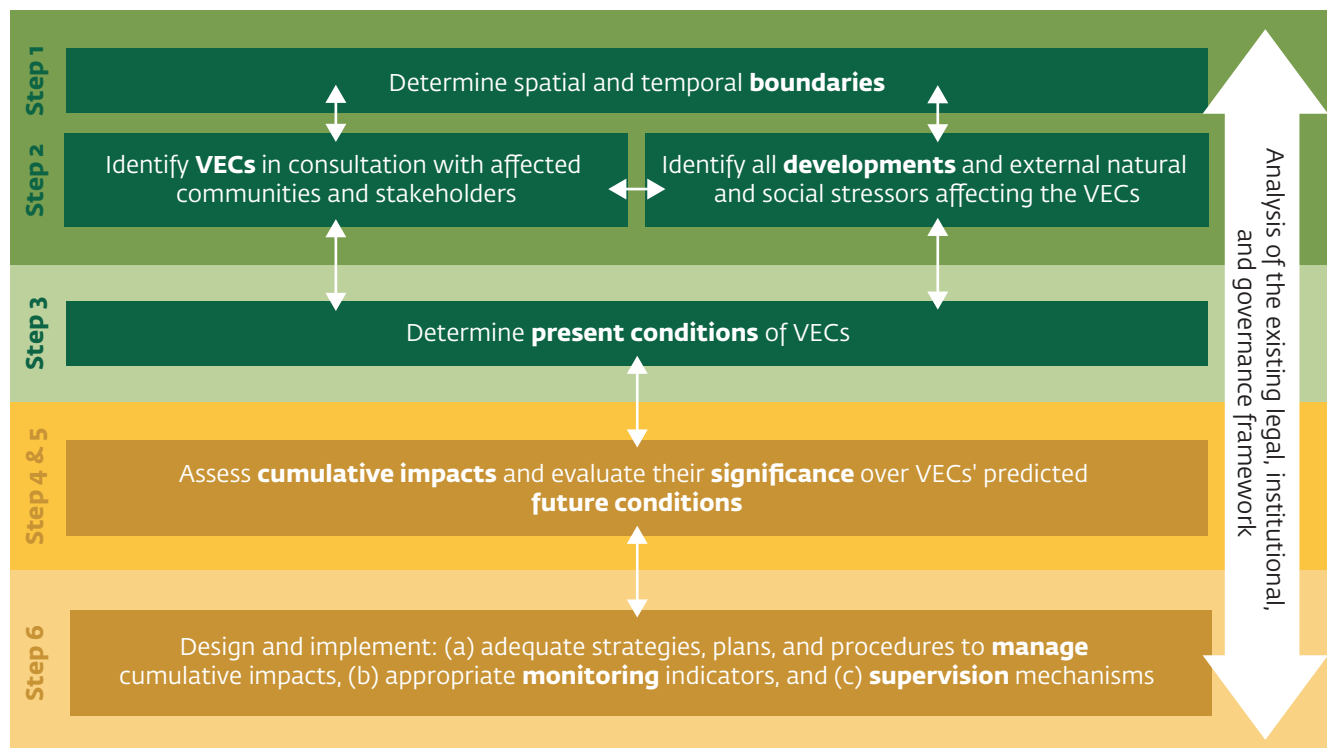 Step 1
Determine spatial and temporal boundaries
Step 2
Identify VECs in consultation with affected
communities and stakeholders
Identify all developments and external natural
and social stressors affecting the VECs
Step 3
Determine present conditions of VECs
Step 4 & 5
Assess cumulative impacts and evaluate their significance over VECs' predicted
future conditions
Step 6
Design and implement: (a) adequate strategies, plans, and procedures to manage
cumulative impacts, (b) appropriate monitoring indicators, and (c) supervision mechanisms
Analysis of the existing legal, institutional,
and governance framework